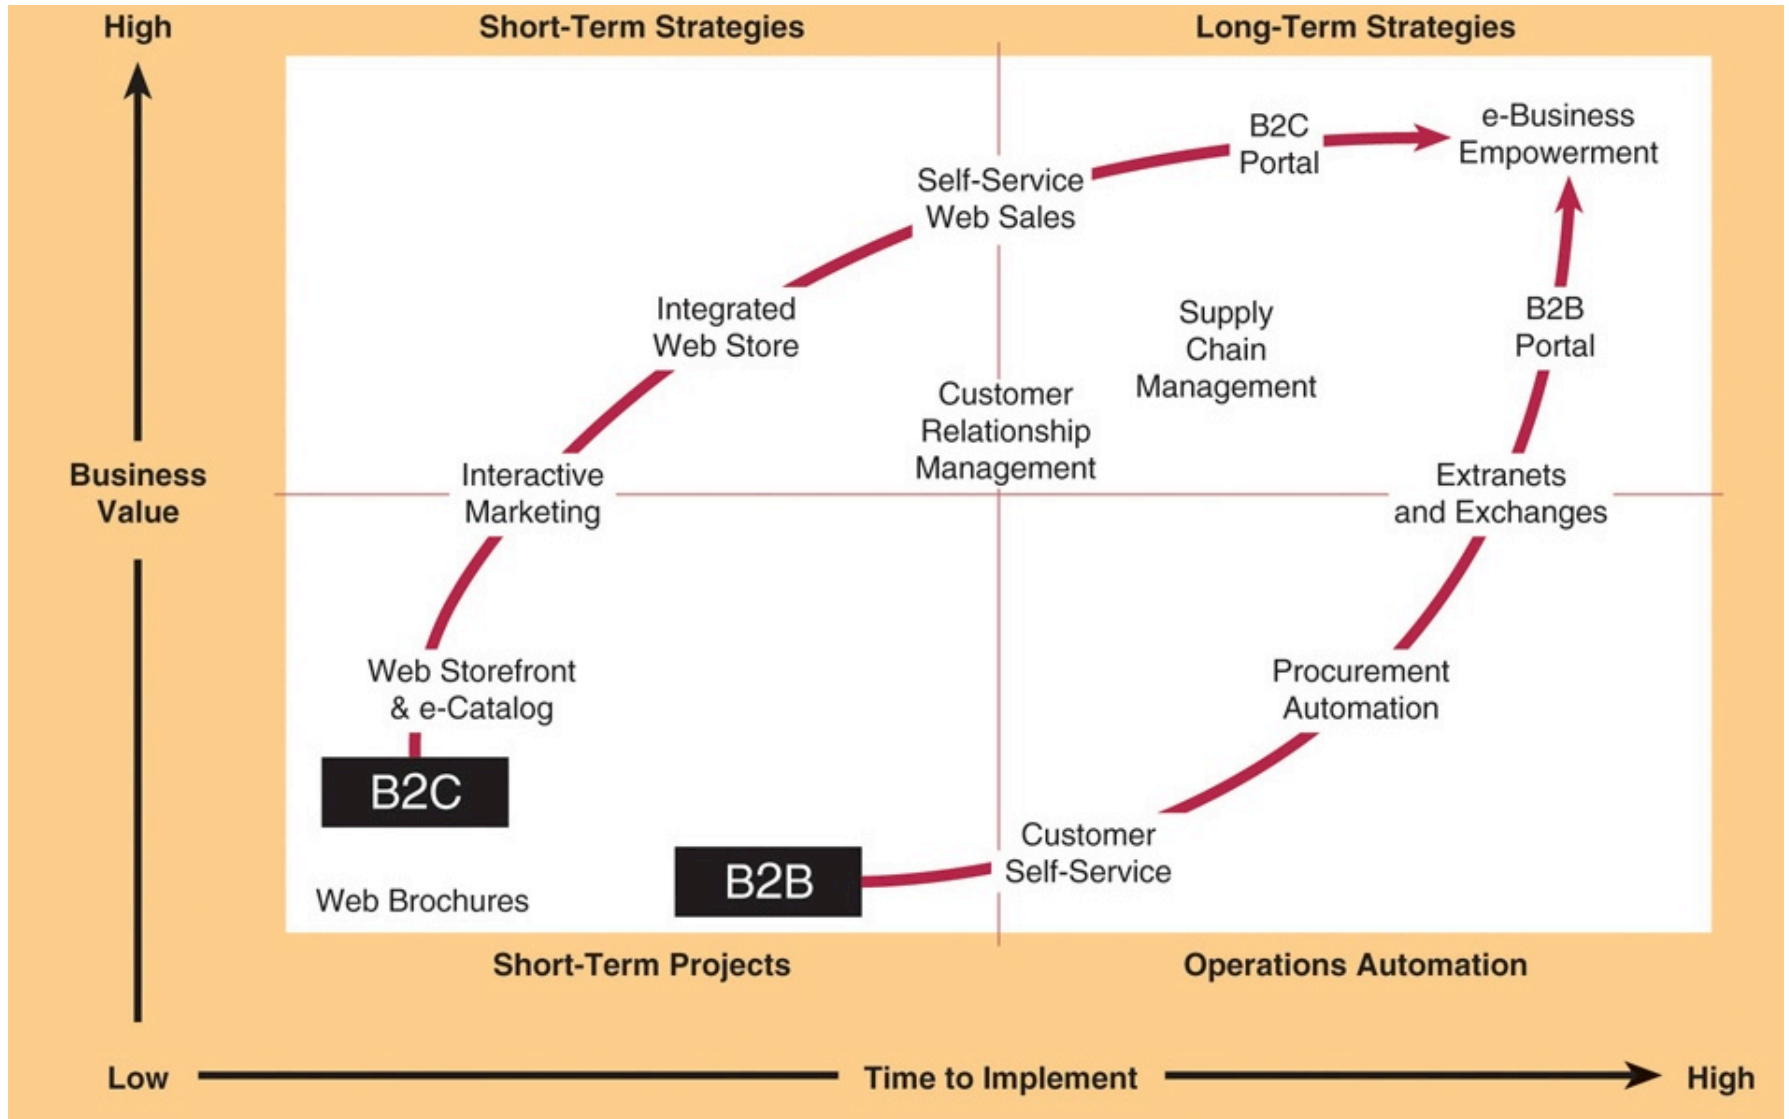 High
Short-Term Strategies
Long-Term Strategies
e-Business
Empowerment
B2C
Portal
Self-Service
Web Sales
Integrated
Web Store
Supply
Chain
Management
B2B
Portal
Customer
Relationship
Management
Business
Value
Interactive
Marketing
Extranets
and Exchanges
Web Storefront
& e-Catalog
Procurement
Automation
B2C
Customer
Self-Service
B2B
Web Brochures
Short-Term Projects
Operations Automation
Low
Time to Implement
High